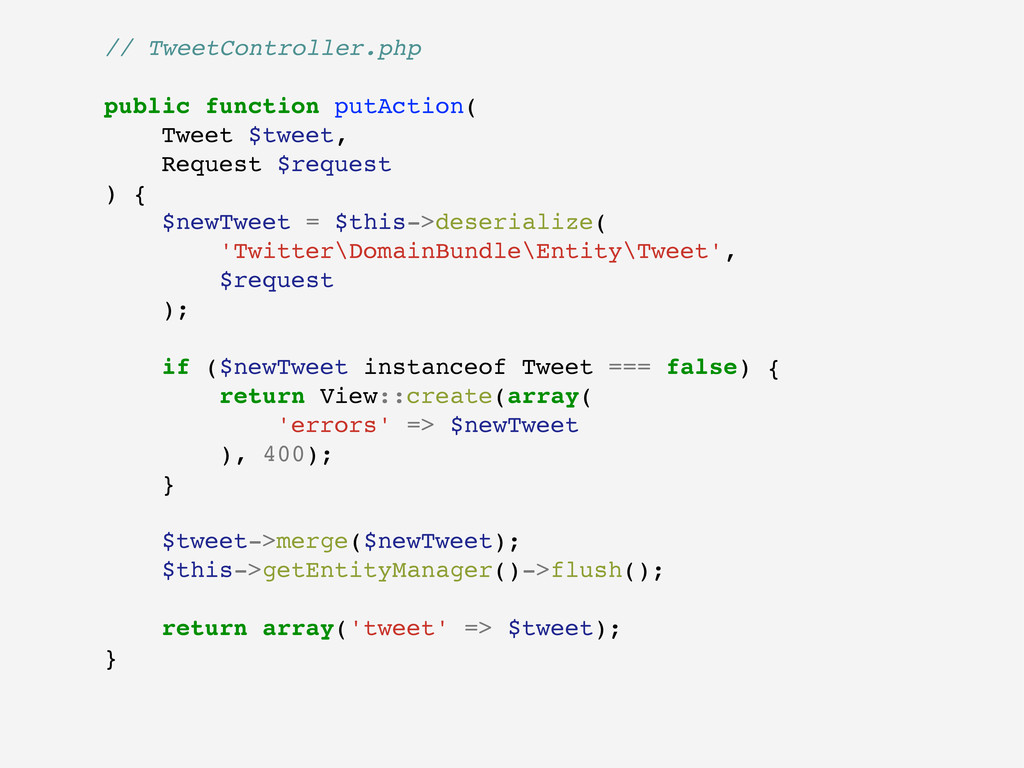 // TweetController.php
public function putAction(
    Tweet $tweet,
    Request $request
) {
    $newTweet = $this->deserialize(
        'Twitter\DomainBundle\Entity\Tweet',
        $request
    );
    if ($newTweet instanceof Tweet === false) {
        return View::create(array(
            'errors' => $newTweet
        ), 400);
    }
    $tweet->merge($newTweet);
    $this->getEntityManager()->flush();
    return array('tweet' => $tweet);
}